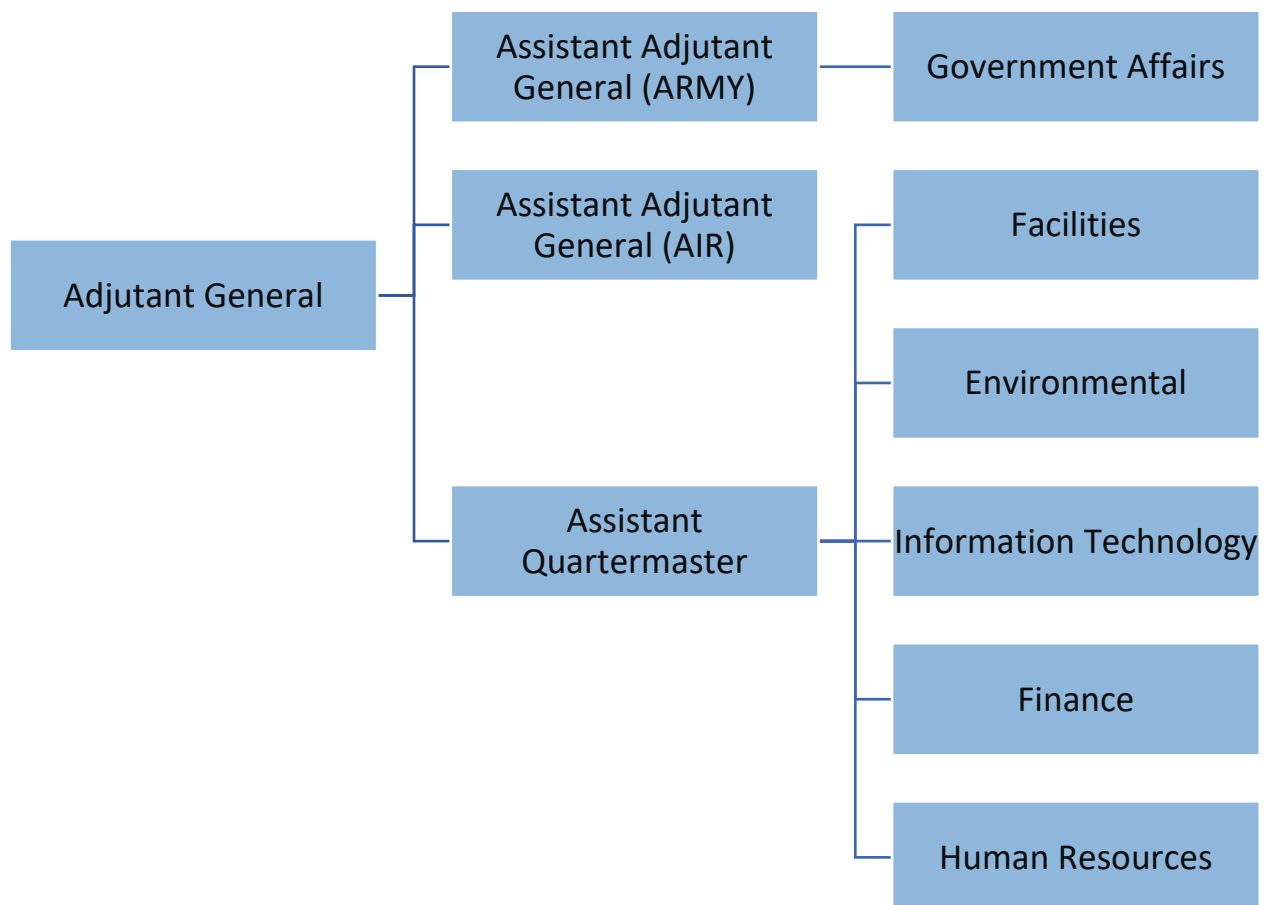 Assistant Adjutant
General (ARMY)
Government Affairs
Assistant Adjutant
General (AIR)
Facilities
Adjutant General
Environmental
Assistant
Quartermaster
Information Technology
Finance
Human Resources